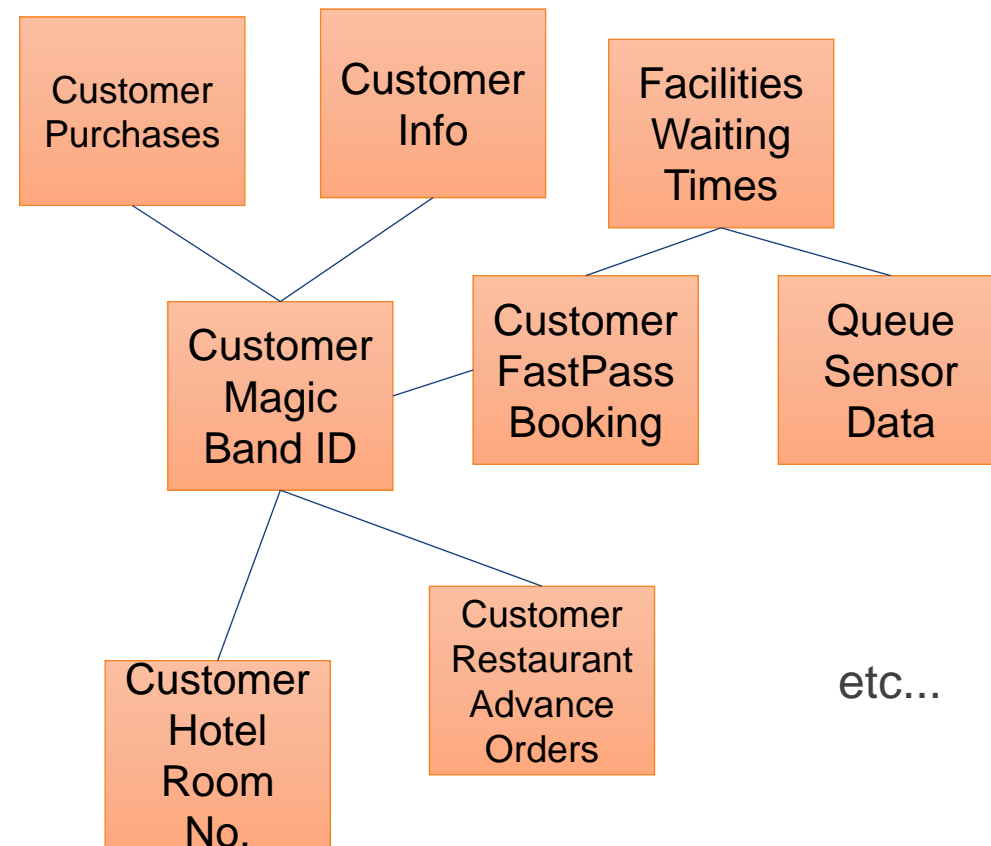 Customer
Purchases
Customer
Info
Facilities
Waiting
Times
Customer
Magic
Band ID
Customer
FastPass
Booking
Queue
Sensor
Data
Customer
Hotel
Room
No.
Customer
Restaurant
Advance
Orders
etc...